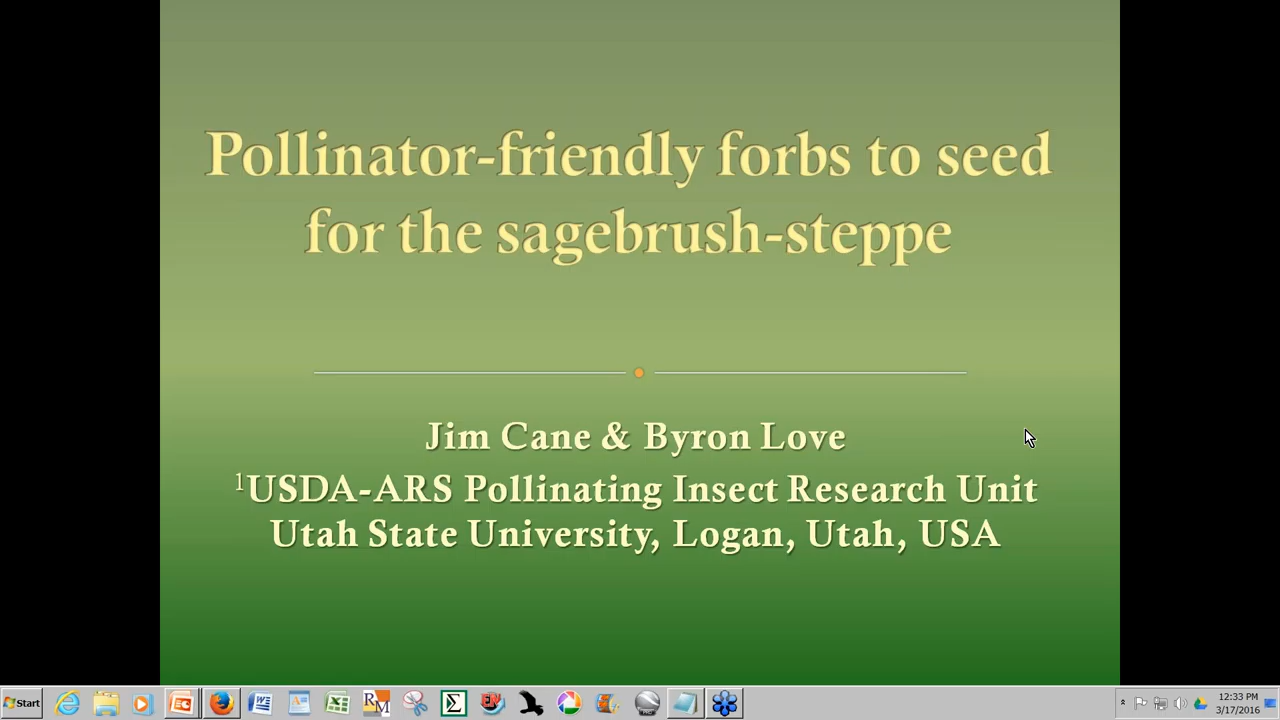 Pollinator-friendly forbs to seed
for the sagebrush-steppe
Jim Cane & Byron Love
¹USDA-ARS Pollinating Insect Research Unit
Utah State University, Logan, Utah, USA
Start
12:33 PM
3/17/2016